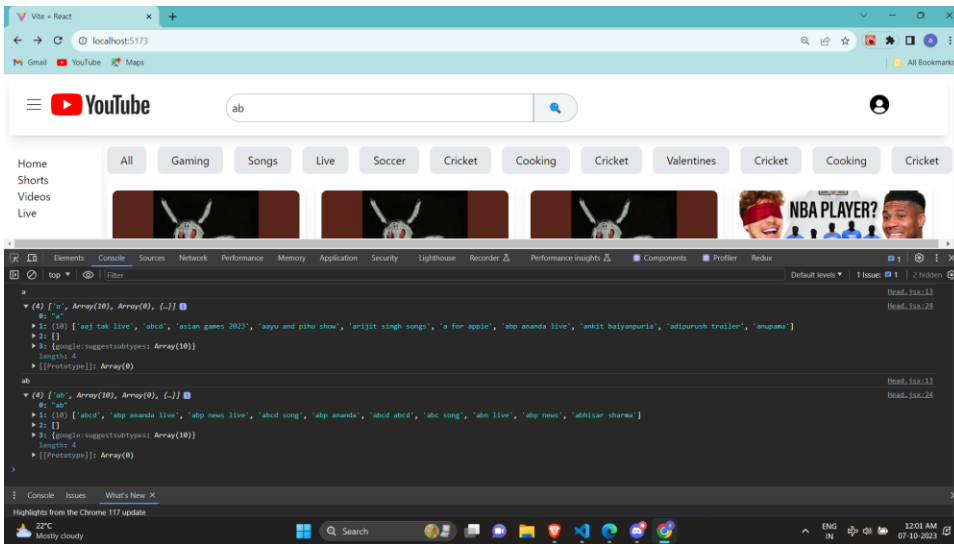 Vite + React
localhost:5173
Gmail YouTube Maps All Bookmarks
YouTube ab
Home
Shorts
Videos
Live
All Gaming Songs Live Soccer Cricket Cooking Cricket Valentines Cricket Cooking Cricket
NBA PLAYER?
Elements Console Sources Network Performance Memory Application Security Lighthouse Recorder Performance insights Components Profiler Redux 1
top Filter Default levels 1 Issue: 1 2 hidden
a Head.jsx:13
(4) ['a', Array(10), Array(0), {…}] Head.jsx:24
0: "a"
1: (10) ['aaj tak live', 'abcd', 'asian games 2023', 'aayu and pihu show', 'arijit singh songs', 'a for apple', 'abp ananda live', 'ankit baiyanpuria', 'adipurush trailer', 'anupama']
2: []
3: {google:suggestsubtypes: Array(10)}
length: 4
[[Prototype]]: Array(0)
ab Head.jsx:13
(4) ['ab', Array(10), Array(0), {…}] Head.jsx:24
0: "ab"
1: (10) ['abcd', 'abp ananda live', 'abp news live', 'abcd song', 'abp ananda', 'abcd abcd', 'abc song', 'abn live', 'abp news', 'abhisar sharma']
2: []
3: {google:suggestsubtypes: Array(10)}
length: 4
[[Prototype]]: Array(0)
Console Issues What's New
Highlights from the Chrome 117 update
22°C
Mostly cloudy
Search
ENG
IN
12:01 AM
07-10-2023